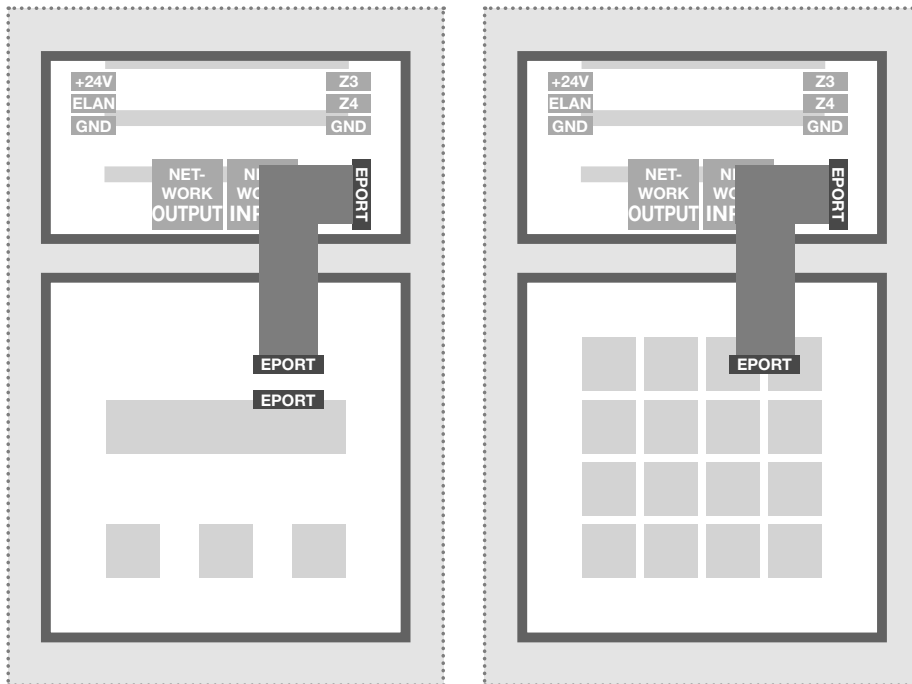 +24V
ELAN
GND
Z3
Z4
GND
NET-
WORK
OUTPUT
EPORT
EPORT
EPORT
+24V
ELAN
GND
Z3
Z4
GND
NET-
WORK
OUTPUT
EPORT
EPORT